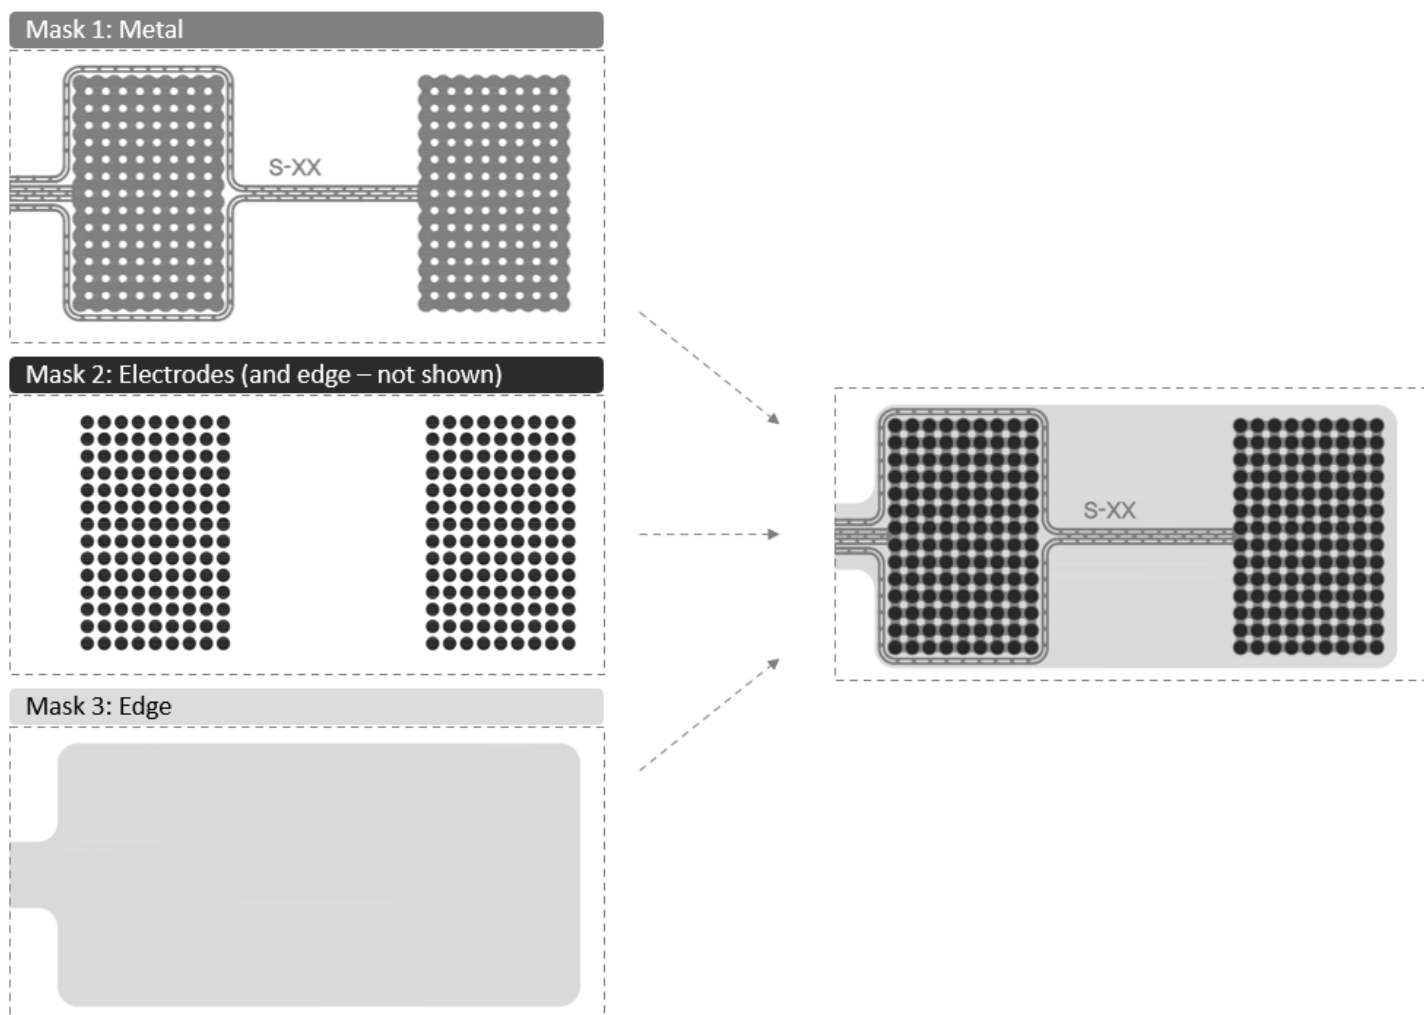 Mask 1: Metal
S-XX
Mask 2: Electrodes (and edge – not shown)
S-XX
Mask 3: Edge